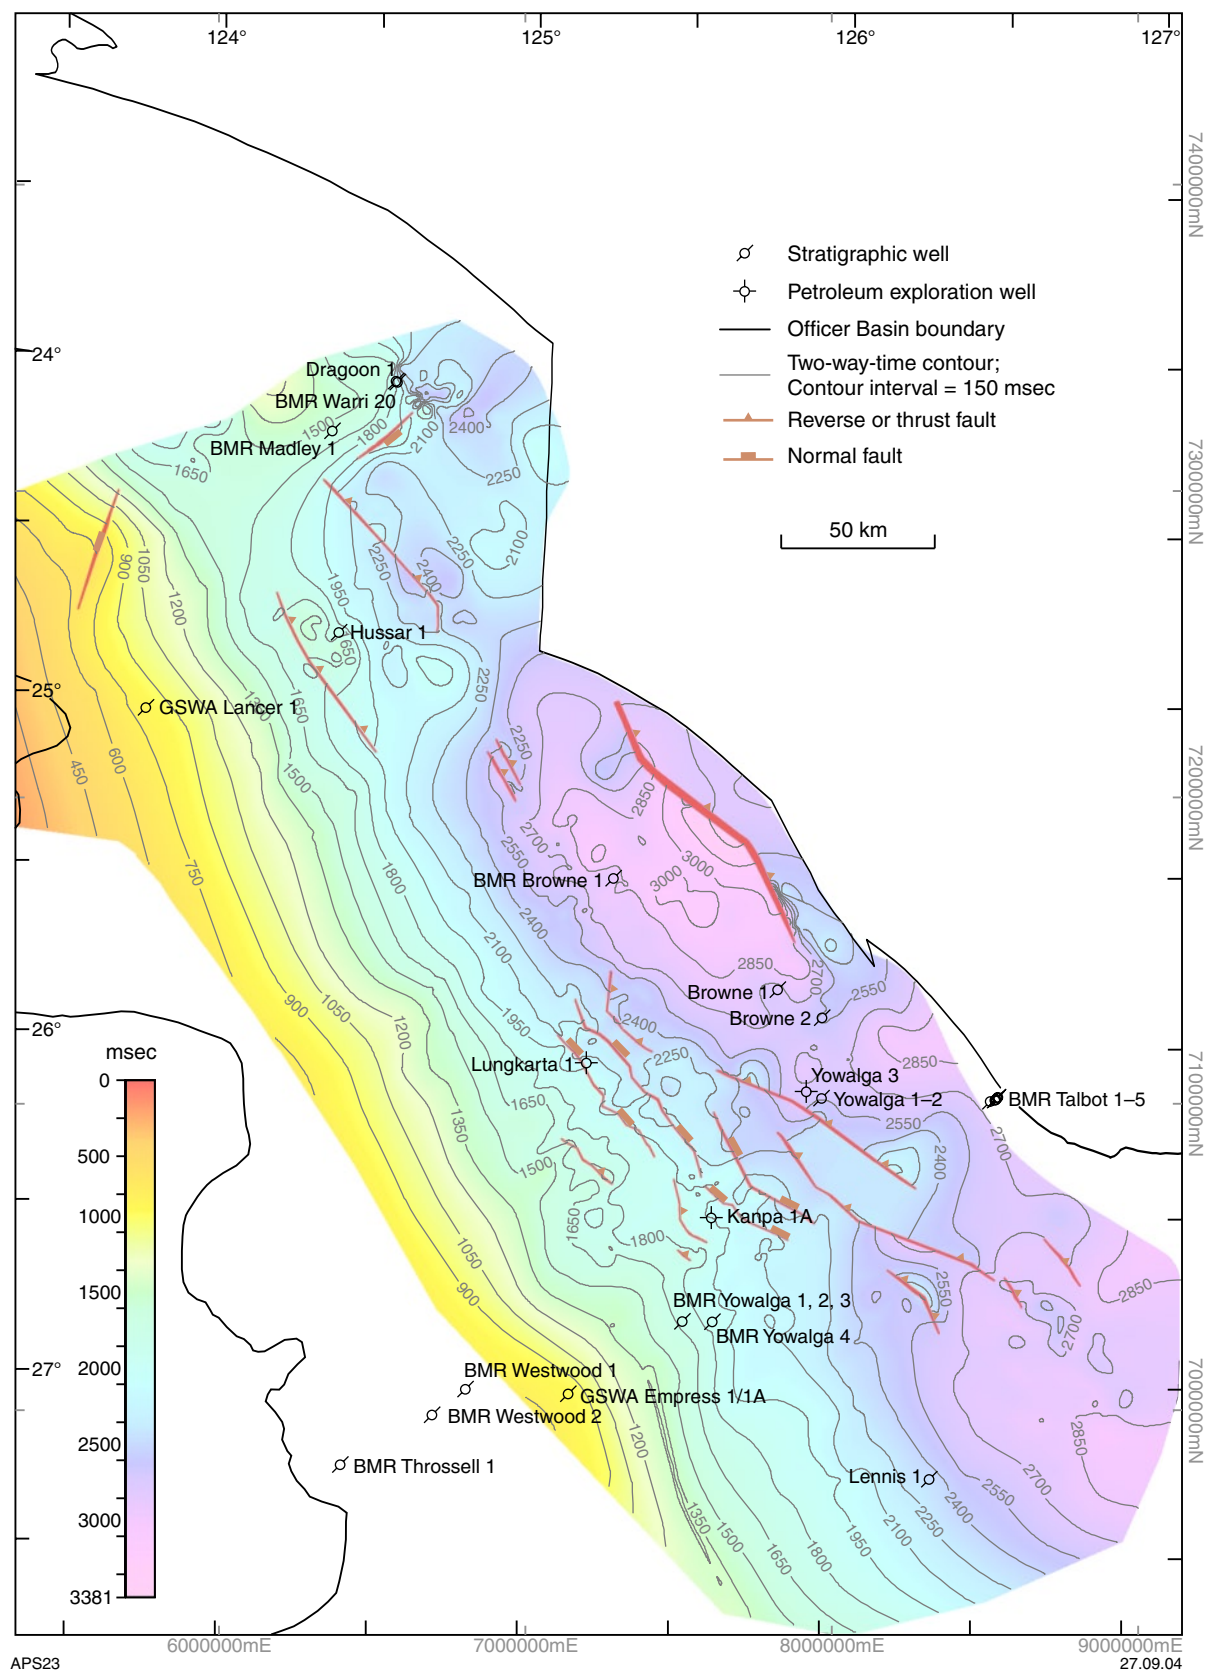 124°
125°
126°
127°
7400000mN
Stratigraphic well
Petroleum exploration well
Officer Basin boundary
Two-way-time contour;
Contour interval = 150 msec
Reverse or thrust fault
Normal fault
50 km
24°
Dragoon 1
BMR Warri 20
BMR Madley 1
1500
1800
2100
2400
1650
2250
7300000mN
900
1050
1200
1950
2250
2400
2250
2100
Hussar 1
1650
25°
GSWA Lancer 1
1350
1650
2250
450
600
1500
2250
2850
7200000mN
750
1800
2700
2550
3000
3000
BMR Browne 1
2400
2100
2850
2700
2550
Browne 1
Browne 2
900
1050
1200
1950
2400
2250
26°
2850
Lungkarta 1
Yowalga 3
Yowalga 1–2
BMR Talbot 1–5
7100000mN
1650
1350
2550
2400
2700
1500
1650
1800
Kanpa 1A
1050
900
2550
2850
2700
BMR Yowalga 1, 2, 3
BMR Yowalga 4
27°
BMR Westwood 1
GSWA Empress 1/1A
BMR Westwood 2
7000000mN
1200
BMR Throssell 1
Lennis 1
2850
2700
2550
2400
2250
2100
1950
1800
1650
1500
1350
msec
0
500
1000
1500
2000
2500
3000
3381
6000000mE
7000000mE
8000000mE
9000000mE
APS23
27.09.04